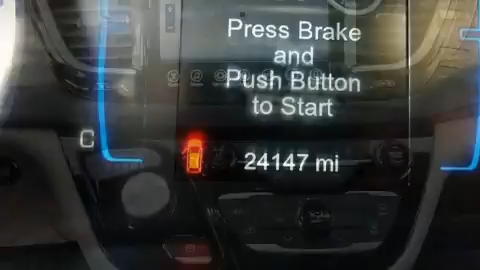 Press Brake
and
Push Button
to Start
C
24147 mi